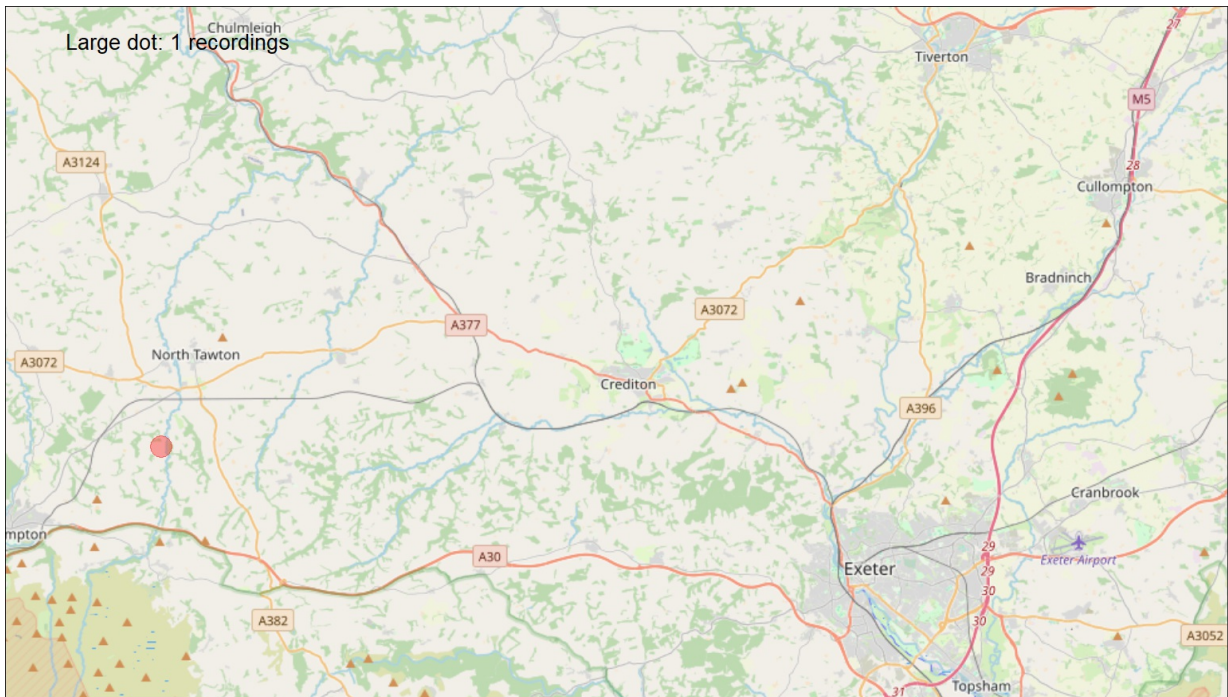 Chulmleigh
Large dot: 1 recordings
27
Tiverton
M5
A3124
28
Cullompton
Bradninch
A3072
A377
North Tawton
A3072
Crediton
A396
Cranbrook
mpton
29
A30
Exeter Airport
Exeter
29
30
A382
30
A3052
31
Topsham